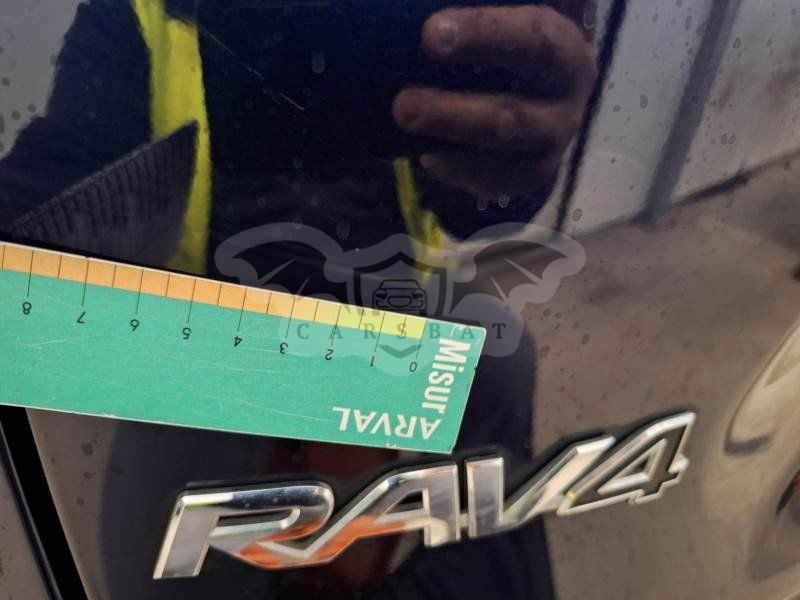 8 7 6 5 4 3 2 1 0
CARSBAT
Misur
ARVAL
RAV4